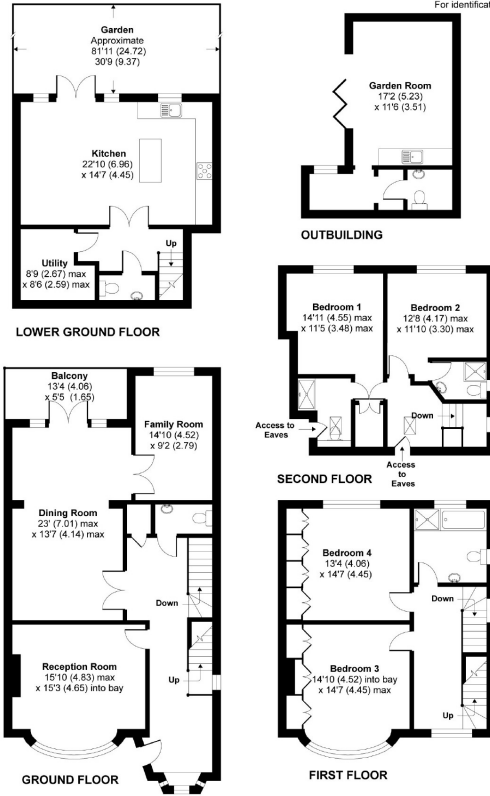 For identificat
Garden
Approximate
81'11 (24.72)
30'9 (9.37)
Kitchen
22'10 (6.96)
x 14'7 (4.45)
Utility
8'9 (2.67) max
x 8'6 (2.59) max
Up
LOWER GROUND FLOOR
Garden Room
17'2 (5.23)
x 11'6 (3.51)
OUTBUILDING
Bedroom 1
14'11 (4.55) max
x 11'5 (3.48) max
Bedroom 2
12'8 (4.17) max
x 11'10 (3.30) max
Down
Access to
Eaves
Access
to
Eaves
SECOND FLOOR
Balcony
13'4 (4.06)
x 5'5 (1.65)
Family Room
14'10 (4.52)
x 9'2 (2.79)
Dining Room
23' (7.01) max
x 13'7 (4.14) max
Down
Reception Room
15'10 (4.83) max
x 15'3 (4.65) into bay
Up
GROUND FLOOR
Bedroom 4
13'4 (4.06)
x 14'7 (4.45)
Down
Bedroom 3
14'10 (4.52) into bay
x 14'7 (4.45) max
Up
FIRST FLOOR